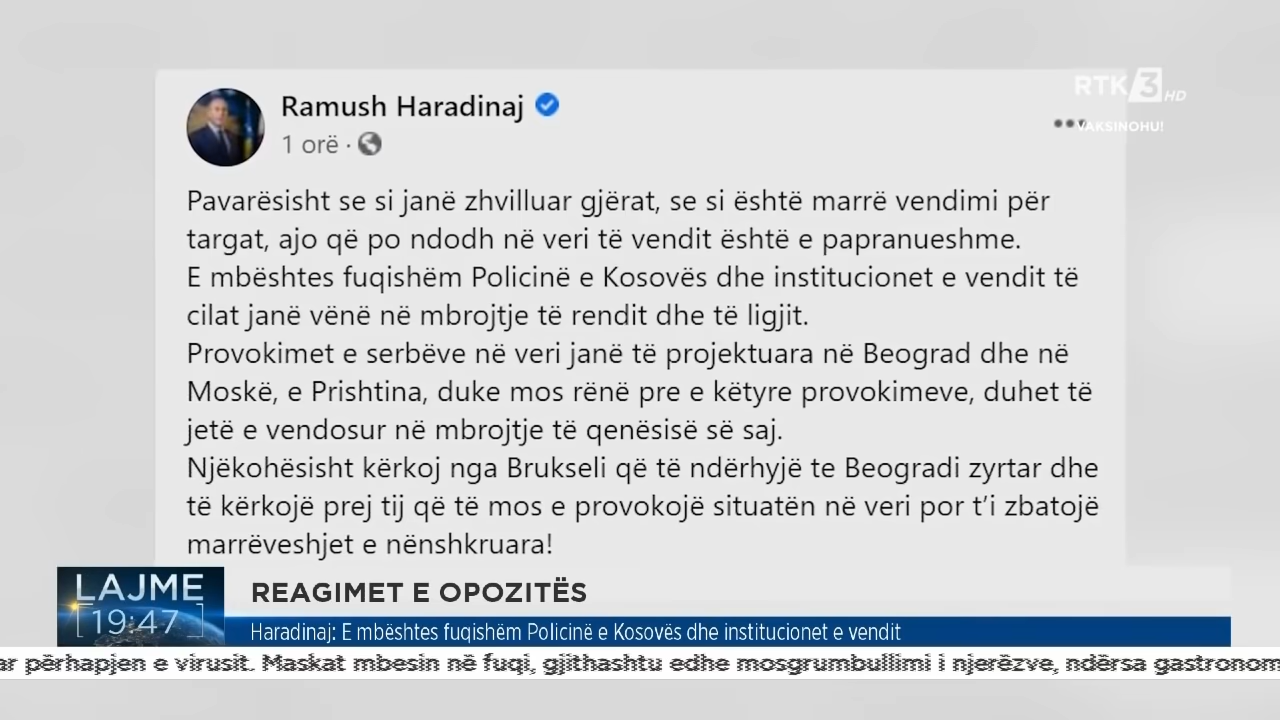 RTK 3 HD
VAKSINOHU!
Ramush Haradinaj
1 orë ·
Pavarësisht se si janë zhvilluar gjërat, se si është marrë vendimi për
targat, ajo që po ndodh në veri të vendit është e papranueshme.
E mbështes fuqishëm Policinë e Kosovës dhe institucionet e vendit të
cilat janë vënë në mbrojtje të rendit dhe të ligjit.
Provokimet e serbëve në veri janë të projektuara në Beograd dhe në
Moskë, e Prishtina, duke mos rënë pre e këtyre provokimeve, duhet të
jetë e vendosur në mbrojtje të qenësisë së saj.
Njëkohësisht kërkoj nga Brukseli që të ndërhyjë te Beogradi zyrtar dhe
të kërkojë prej tij që të mos e provokojë situatën në veri por t’i zbatojë
marrëveshjet e nënshkruara!
LAJME
19:47
REAGIMET E OPOZITËS
Haradinaj: E mbështes fuqishëm Policinë e Kosovës dhe institucionet e vendit
ar përhapjen e virusit. Maskat mbesin në fuqi, gjithashtu edhe mosgrumbullimi i njerëzve, ndërsa gastronom